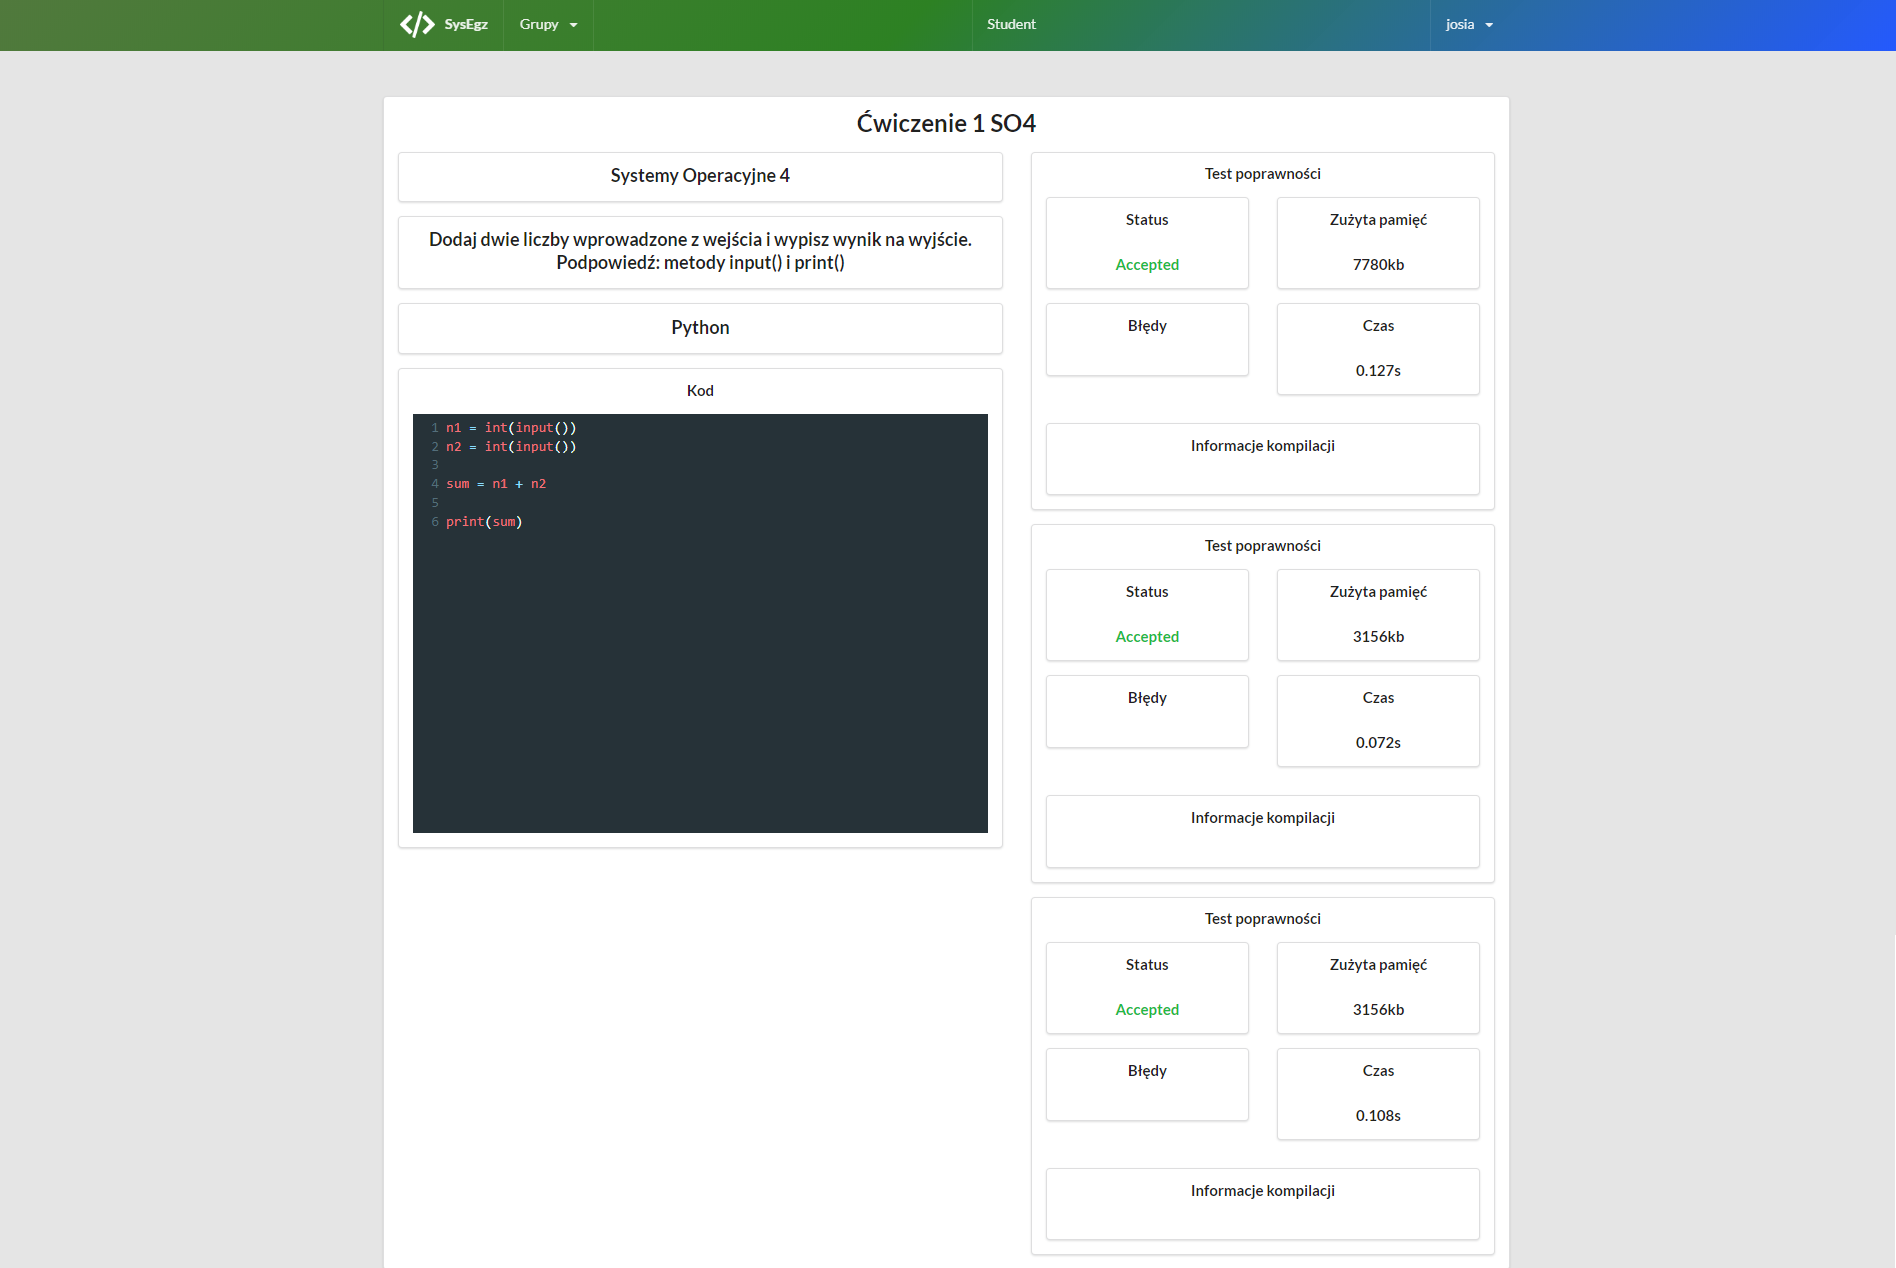 SysEgz
Grupy
Student
josia
Ćwiczenie 1 SO4
Systemy Operacyjne 4
Dodaj dwie liczby wprowadzone z wejścia i wypisz wynik na wyjście.
Podpowiedź: metody input() i print()
Python
Kod
1 n1 = int(input())
2 n2 = int(input())
3
4 sum = n1 + n2
5
6 print(sum)
Test poprawności
Status
Accepted
Zużyta pamięć
7780kb
Błędy
Czas
0.127s
Informacje kompilacji
Test poprawności
Status
Accepted
Zużyta pamięć
3156kb
Błędy
Czas
0.072s
Informacje kompilacji
Test poprawności
Status
Accepted
Zużyta pamięć
3156kb
Błędy
Czas
0.108s
Informacje kompilacji